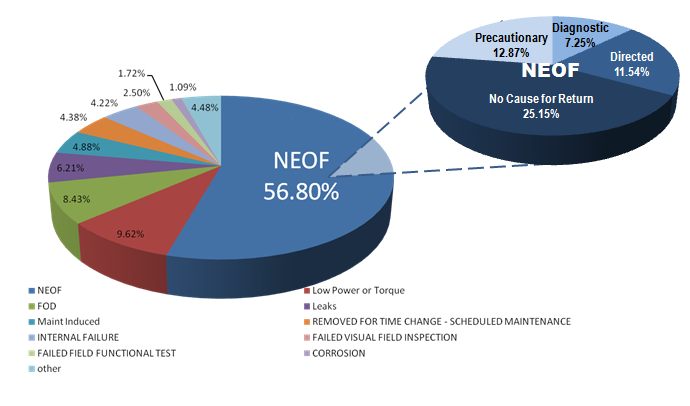 Precautionary
12.87%
Diagnostic
7.25%
Directed
11.54%
NEOF
No Cause for Return
25.15%
1.72%
1.09%
2.50%
4.48%
4.22%
4.38%
4.88%
6.21%
8.43%
9.62%
NEOF
56.80%
NEOF
Low Power or Torque
FOD
Leaks
Maint Induced
REMOVED FOR TIME CHANGE - SCHEDULED MAINTENANCE
INTERNAL FAILURE
FAILED VISUAL FIELD INSPECTION
FAILED FIELD FUNCTIONAL TEST
CORROSION
other